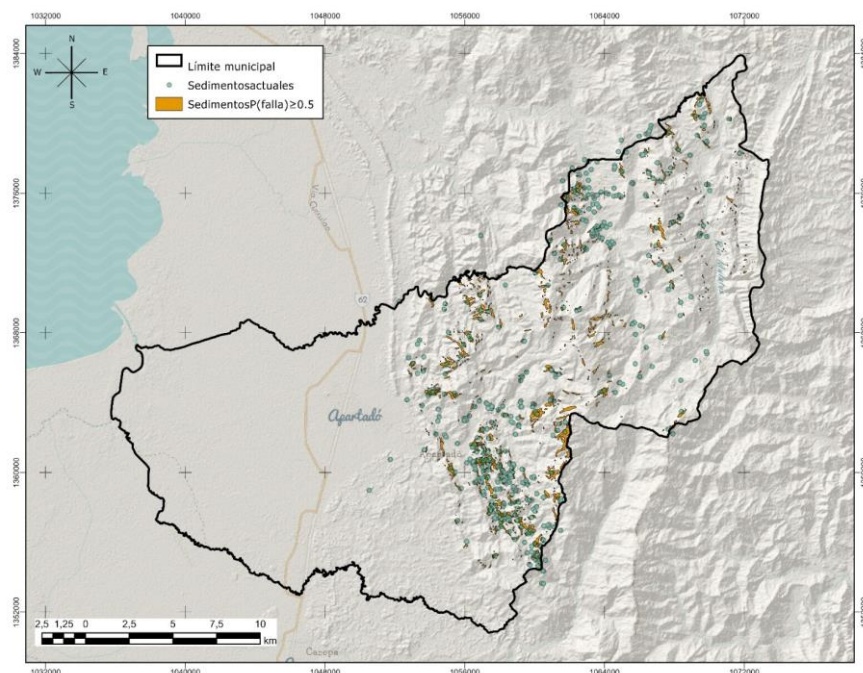 1032000 1040000 1048000 1056000 1064000 1072000
1384000
N
W E
S
Límite municipal
Sedimentosactuales
SedimentosP(falla)≥0.5
1376000
62
1368000
Apartadó
Apartadó
1360000
1352000
2,5 1,25 0 2,5 5 7,5 10
km
Carepa
1032000 1040000 1048000 1056000 1064000 1072000